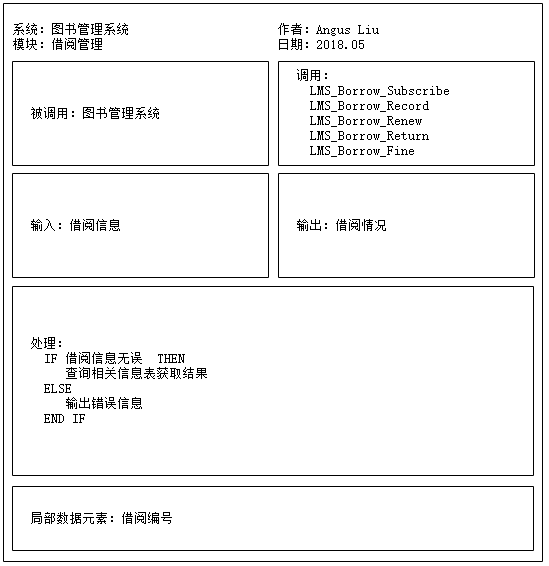 系统：图书管理系统
作者：Angus Liu
模块：借阅管理
日期：2018.05
被调用：图书管理系统
调用：
LMS_Borrow_Subscribe
LMS_Borrow_Record
LMS_Borrow_Renew
LMS_Borrow_Return
LMS_Borrow_Fine
输入：借阅信息
输出：借阅情况
处理：
IF 借阅信息无误 THEN
查询相关信息表获取结果
ELSE
输出错误信息
END IF
局部数据元素：借阅编号